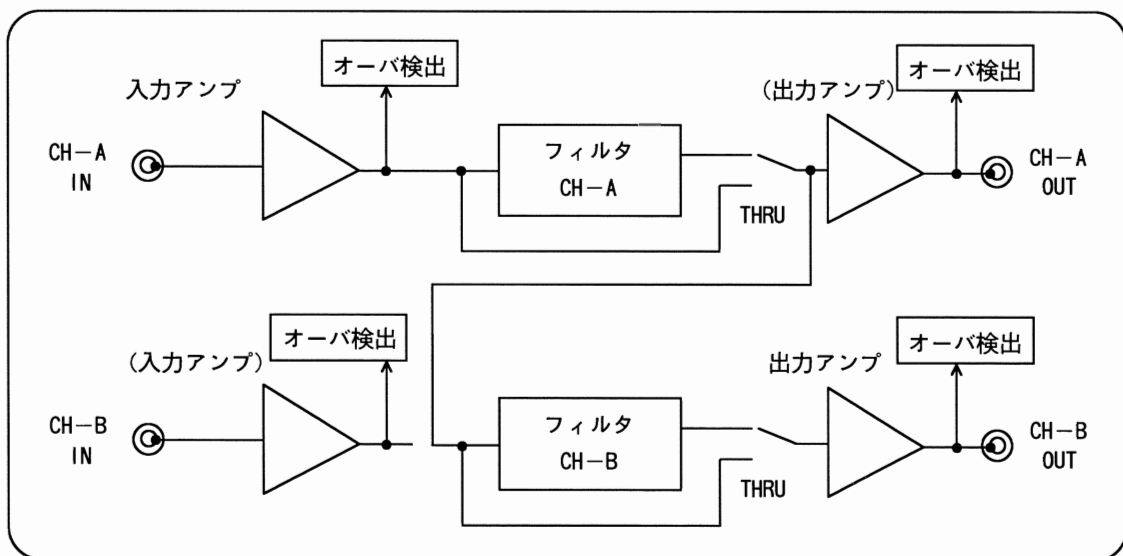 オーバ検出
オーバ検出
入力アンプ
(出力アンプ)
CH-A
IN
フィルタ
CH-A
THRU
CH-A
OUT
オーバ検出
オーバ検出
(入力アンプ)
出力アンプ
CH-B
IN
フィルタ
CH-B
THRU
CH-B
OUT